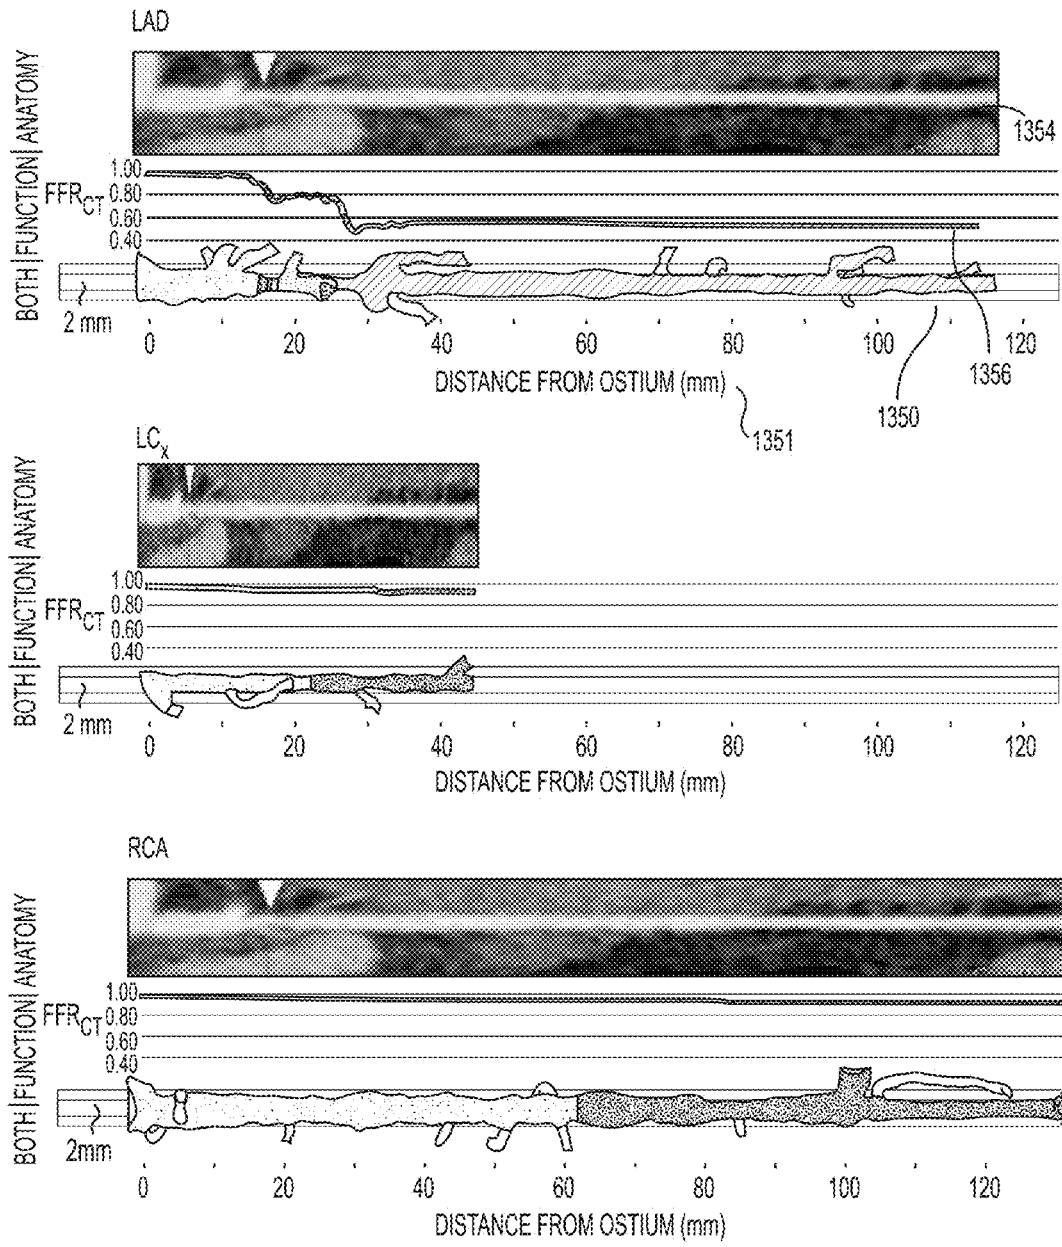 LAD
BOTH | FUNCTION | ANATOMY
1354
FFRCT
1.00
0.80
0.60
0.40
2 mm
0 20 40 60 80 100 120
1356
DISTANCE FROM OSTIUM (mm)
1350
1351
LCx
BOTH | FUNCTION | ANATOMY
FFRCT
1.00
0.80
0.60
0.40
2 mm
0 20 40 60 80 100 120
DISTANCE FROM OSTIUM (mm)
RCA
BOTH | FUNCTION | ANATOMY
FFRCT
1.00
0.80
0.60
0.40
2mm
0 20 40 60 80 100 120
DISTANCE FROM OSTIUM (mm)